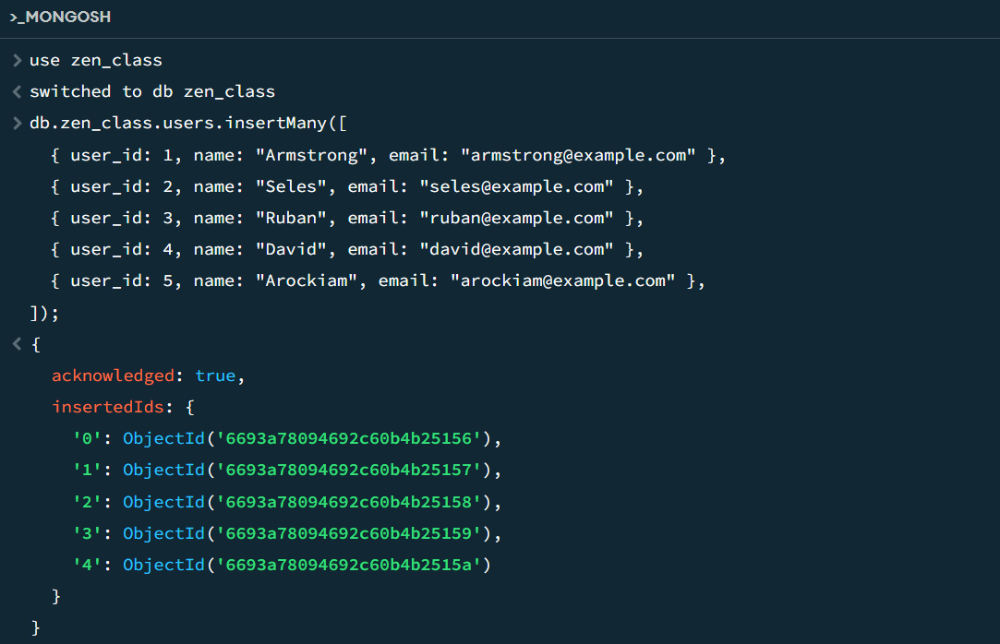 >_MONGOSH
> use zen_class
< switched to db zen_class
> db.zen_class.users.insertMany([
    { user_id: 1, name: "Armstrong", email: "armstrong@example.com" },
    { user_id: 2, name: "Seles", email: "seles@example.com" },
    { user_id: 3, name: "Ruban", email: "ruban@example.com" },
    { user_id: 4, name: "David", email: "david@example.com" },
    { user_id: 5, name: "Arockiam", email: "arockiam@example.com" },
  ]);
< {
    acknowledged: true,
    insertedIds: {
      '0': ObjectId('6693a78094692c60b4b25156'),
      '1': ObjectId('6693a78094692c60b4b25157'),
      '2': ObjectId('6693a78094692c60b4b25158'),
      '3': ObjectId('6693a78094692c60b4b25159'),
      '4': ObjectId('6693a78094692c60b4b2515a')
    }
  }